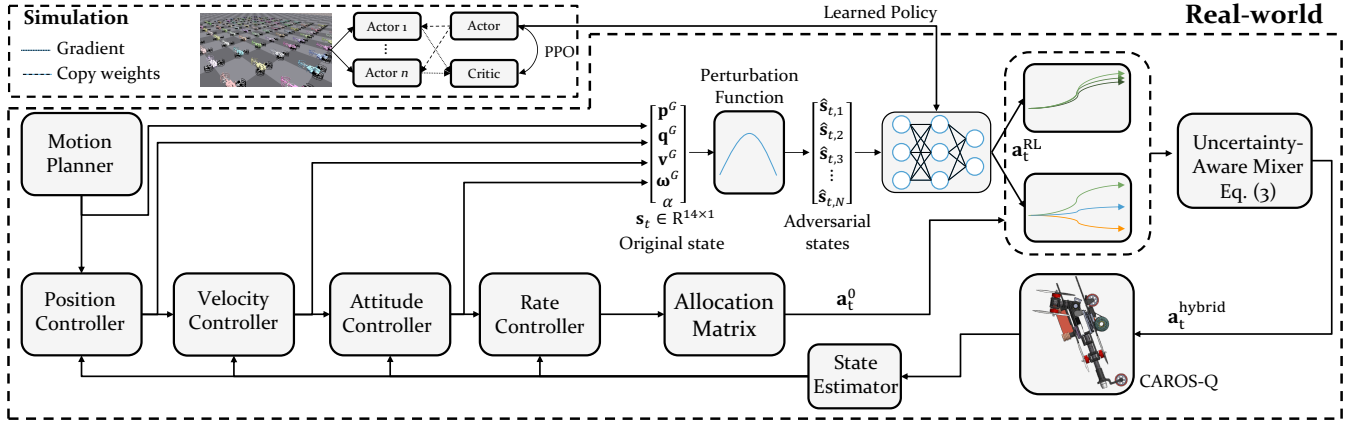 Simulation
Gradient
Copy weights
Actor 1
⋮
Actor n
Actor
Critic
PPO
Learned Policy
Real-world
Motion
Planner
p^G
q^G
v^G
ω^G
α
s_t ∈ R^{14×1}
Original state
Perturbation
Function
ŝ_{t,1}
ŝ_{t,2}
ŝ_{t,3}
⋮
ŝ_{t,N}
Adversarial
states
a_t^{RL}
Uncertainty-
Aware Mixer
Eq. (3)
Position
Controller
Velocity
Controller
Attitude
Controller
Rate
Controller
Allocation
Matrix
a_t^0
State
Estimator
CAROS-Q
a_t^{hybrid}